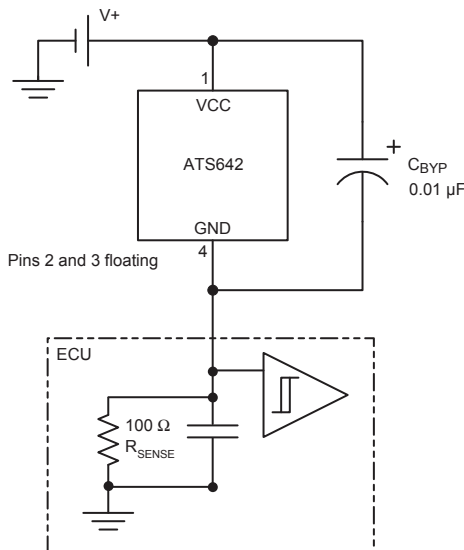 V+
1
VCC
ATS642
GND
4
+
CBYP
0.01 µF
Pins 2 and 3 floating
ECU
100 Ω
RSENSE